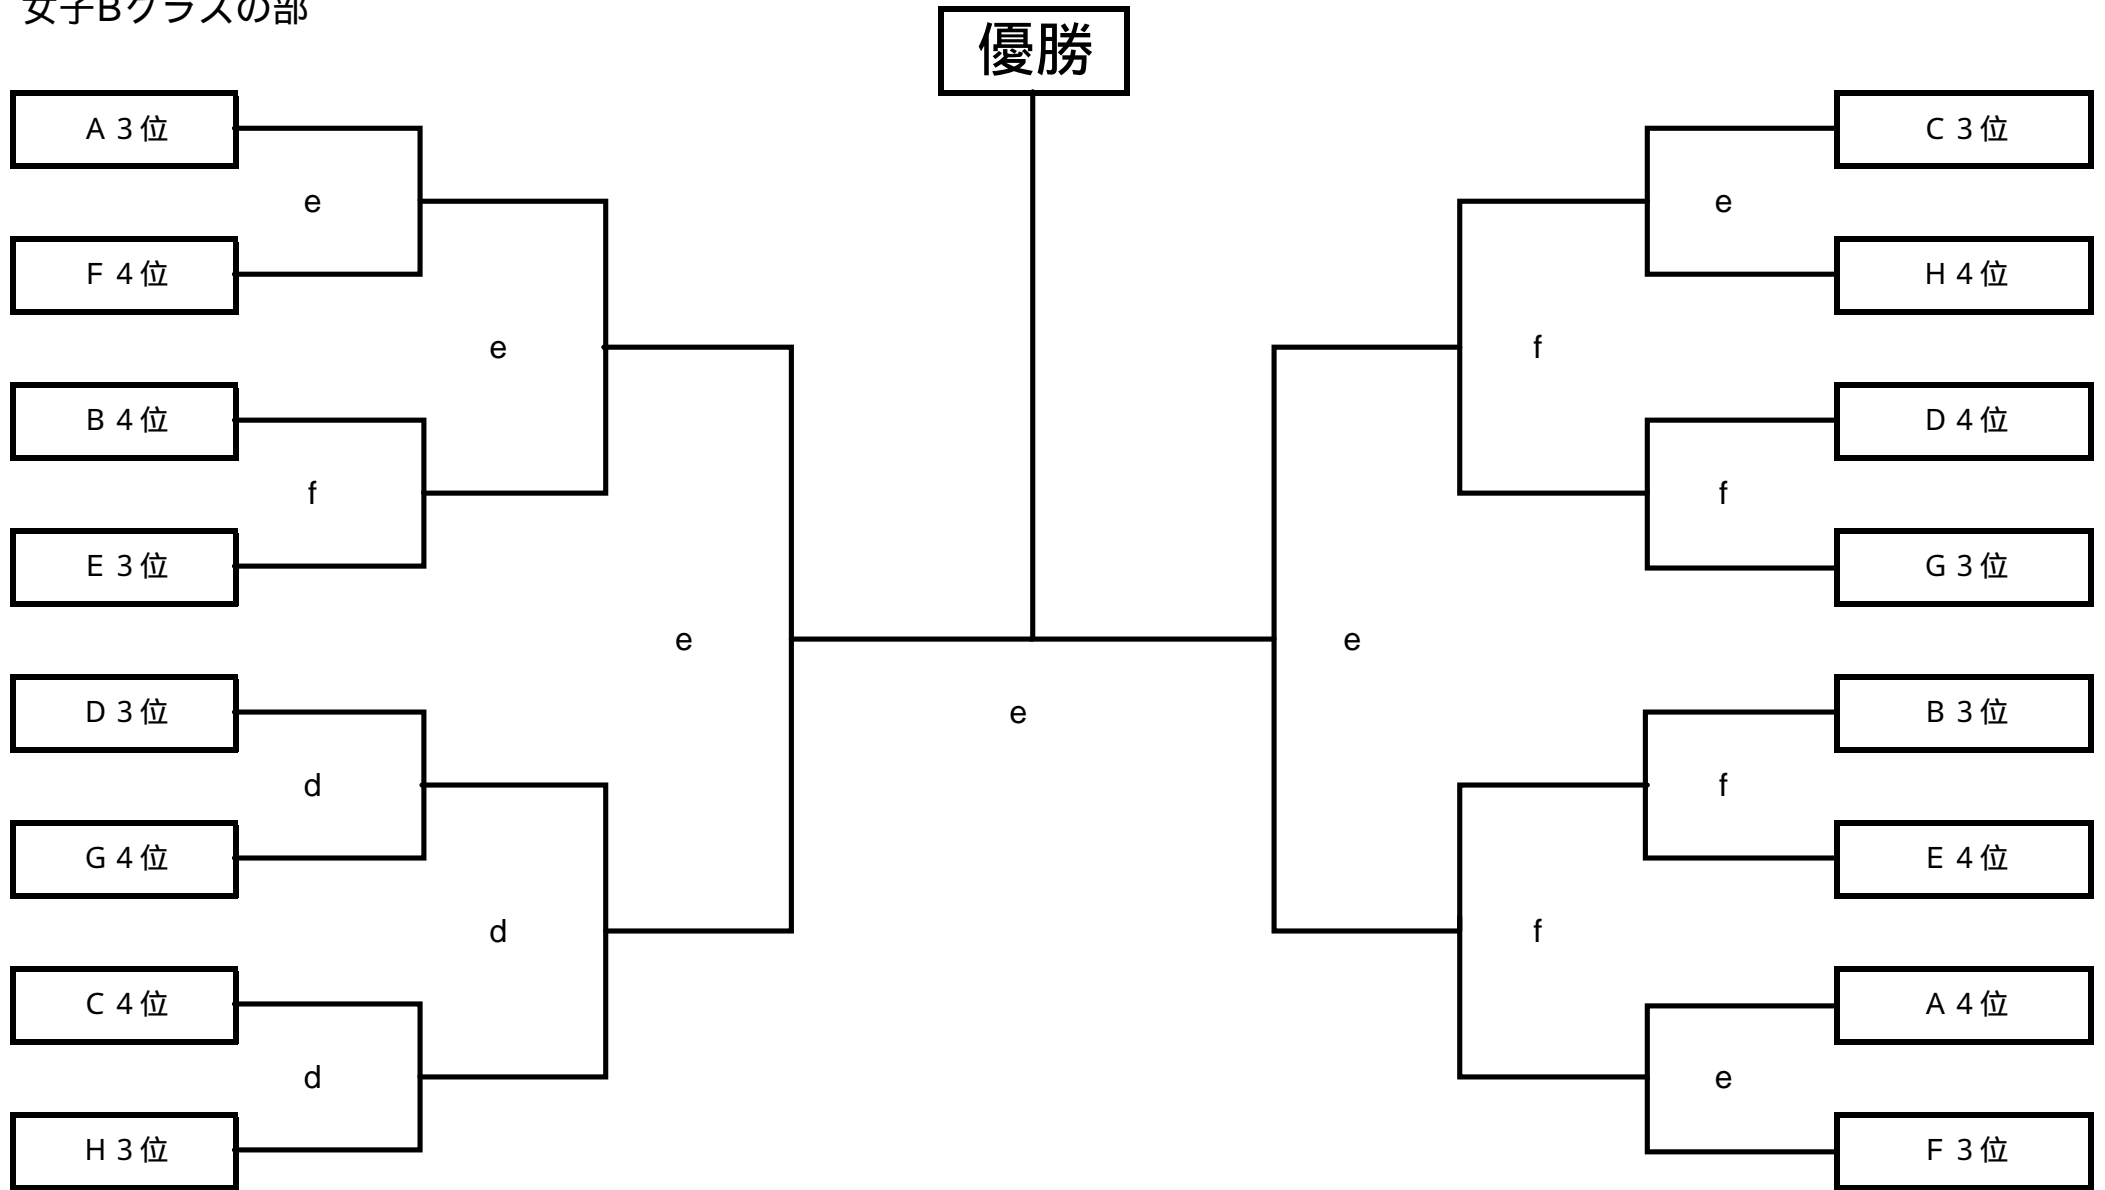 女子Bクラスの部
優勝
A 3位
C 3位
e
e
F 4位
H 4位
e
f
B 4位
D 4位
f
f
E 3位
G 3位
e
e
D 3位
B 3位
e
d
f
G 4位
E 4位
d
f
C 4位
A 4位
d
e
H 3位
F 3位